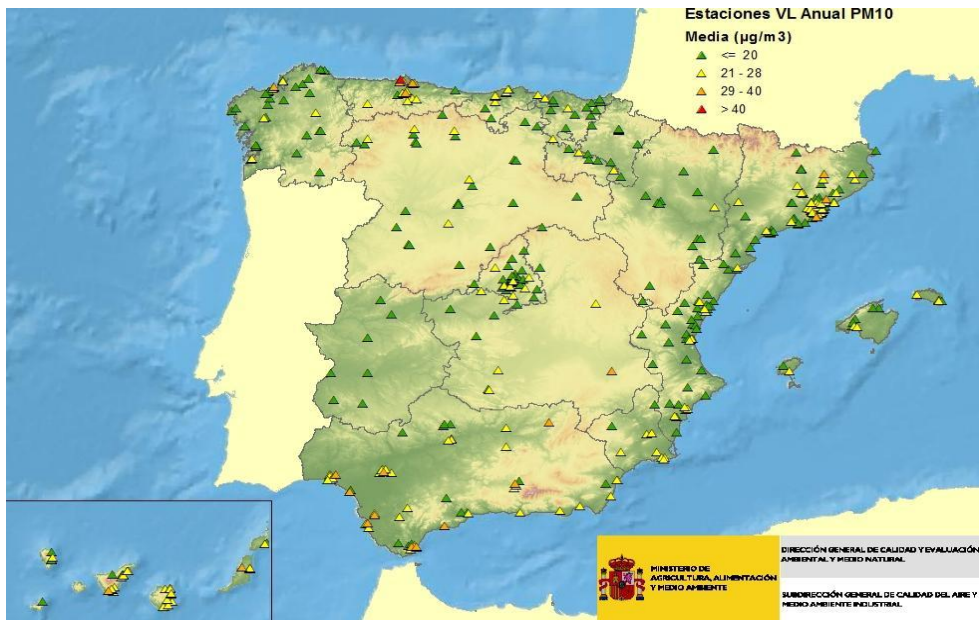 Estaciones VL Anual PM10
Media (µg/m3)
<= 20
21 - 28
29 - 40
> 40
MINISTERIO DE
AGRICULTURA, ALIMENTACIÓN
Y MEDIO AMBIENTE
DIRECCIÓN GENERAL DE CALIDAD Y EVALUACIÓN
AMBIENTAL Y MEDIO NATURAL
SUBDIRECCIÓN GENERAL DE CALIDAD DEL AIRE Y
MEDIO AMBIENTE INDUSTRIAL